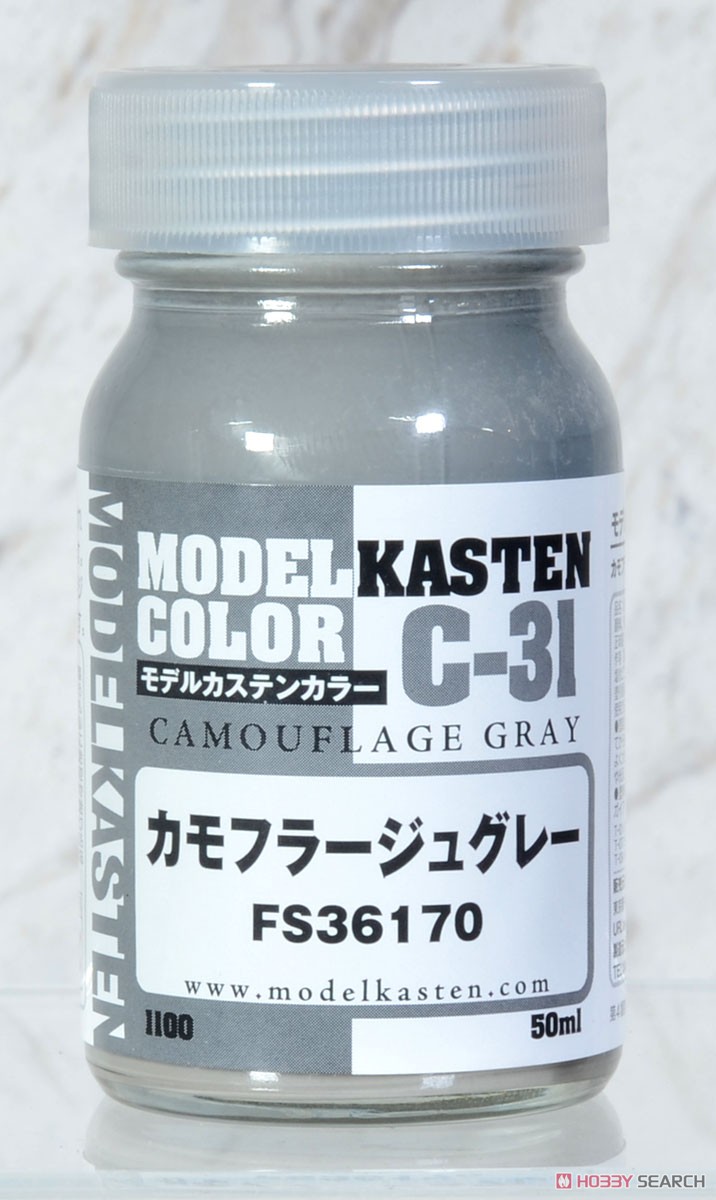 MODELKASTEN
COLOR C-31
モデルカステンカラー
CAMOUFLAGE GRAY
カモフラージュグレー
FS36170
www.modelkasten.com
1100 50ml
MODELKASTEN
HOBBY SEARCH